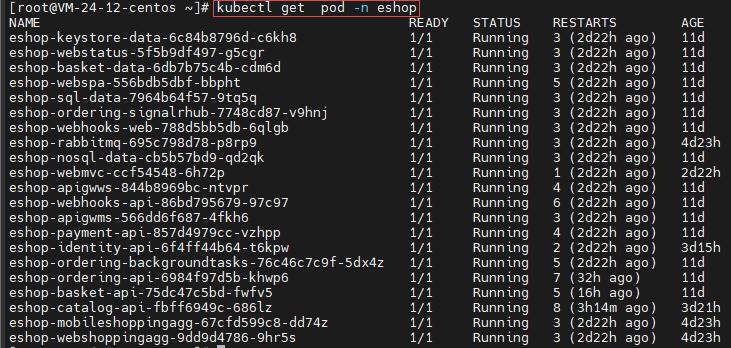 [root@VM-24-12-centos ~]# kubectl get  pod -n eshop
NAME READY STATUS RESTARTS AGE
eshop-keystore-data-6c84b8796d-c6kh8 1/1 Running 3 (2d22h ago) 11d
eshop-webstatus-5f5b9df497-g5cgr 1/1 Running 3 (2d22h ago) 11d
eshop-basket-data-6db7b75c4b-cdm6d 1/1 Running 3 (2d22h ago) 11d
eshop-webspa-556bdb5dbf-bbpht 1/1 Running 5 (2d22h ago) 11d
eshop-sql-data-7964b64f57-9tq5q 1/1 Running 3 (2d22h ago) 11d
eshop-ordering-signalrhub-7748cd87-v9hnj 1/1 Running 3 (2d22h ago) 11d
eshop-webhooks-web-788d5bb5db-6qlgb 1/1 Running 3 (2d22h ago) 11d
eshop-rabbitmq-695c798d78-p8rp9 1/1 Running 3 (2d22h ago) 4d23h
eshop-nosql-data-cb5b57bd9-qd2qk 1/1 Running 3 (2d22h ago) 11d
eshop-webmvc-ccf54548-6h72p 1/1 Running 1 (2d22h ago) 2d22h
eshop-apigwws-844b8969bc-ntvpr 1/1 Running 4 (2d22h ago) 11d
eshop-webhooks-api-86bd795679-97c97 1/1 Running 6 (2d22h ago) 11d
eshop-apigwms-566dd6f687-4fkh6 1/1 Running 3 (2d22h ago) 11d
eshop-payment-api-857d4979cc-vzhpp 1/1 Running 4 (2d22h ago) 11d
eshop-identity-api-6f4ff44b64-t6kpw 1/1 Running 2 (2d22h ago) 3d15h
eshop-ordering-backgroundtasks-76c46c7c9f-5dx4z 1/1 Running 5 (2d22h ago) 11d
eshop-ordering-api-6984f97d5b-khwp6 1/1 Running 7 (32h ago) 11d
eshop-basket-api-75dc47c5bd-fwfv5 1/1 Running 5 (16h ago) 11d
eshop-catalog-api-fbff6949c-686lz 1/1 Running 8 (3h14m ago) 3d21h
eshop-mobileshoppingagg-67cfd599c8-dd74z 1/1 Running 3 (2d22h ago) 4d23h
eshop-webshoppingagg-9dd9d4786-9hr5s 1/1 Running 3 (2d22h ago) 4d23h